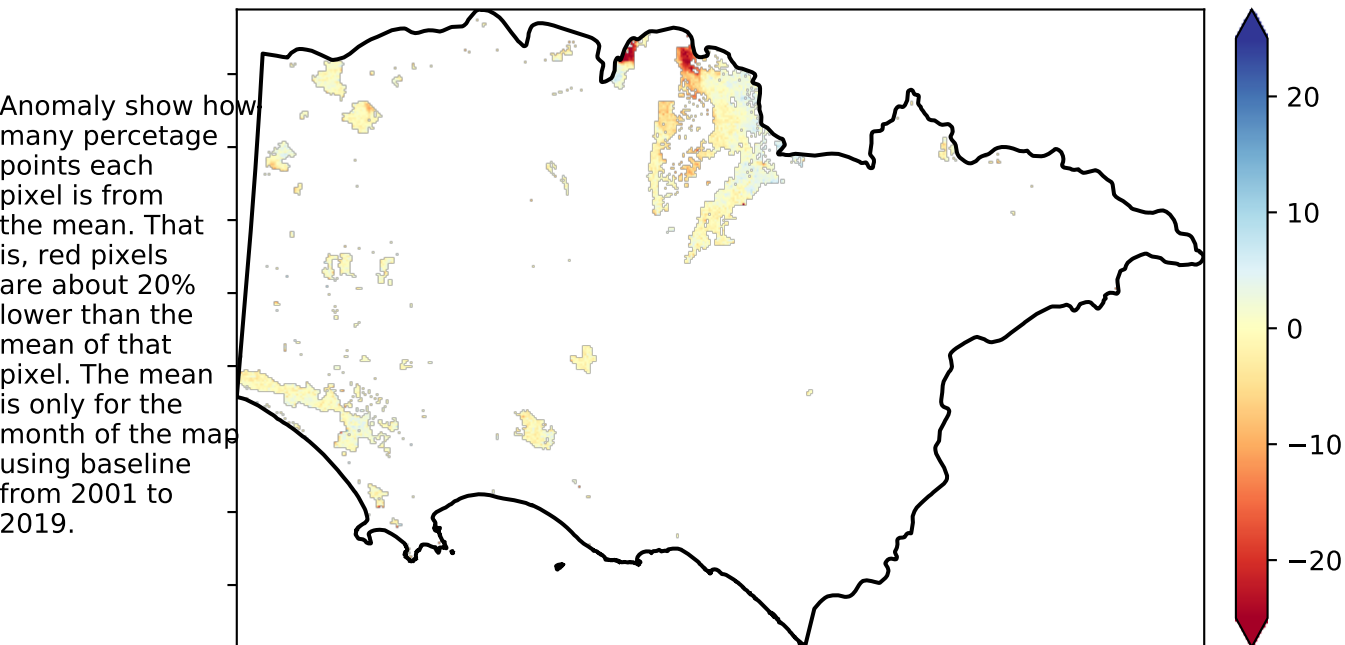 Anomaly show how
many percetage
points each
pixel is from
the mean. That
is, red pixels
are about 20%
lower than the
mean of that
pixel. The mean
is only for the
month of the map
using baseline
from 2001 to
2019.
20
10
0
−10
−20